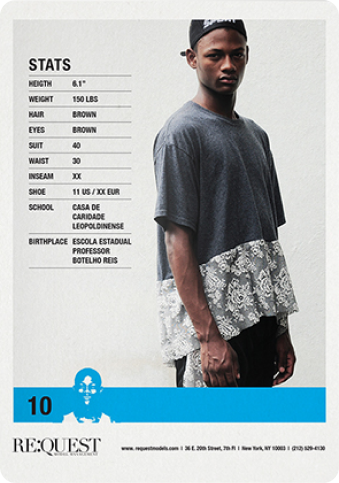 STATS
HEIGTH 6.1"
WEIGHT 150 LBS
HAIR BROWN
EYES BROWN
SUIT 40
WAIST 30
INSEAM XX
SHOE 11 US / XX EUR
SCHOOL CASA DE
CARIDADE
LEOPOLDINENSE
BIRTHPLACE ESCOLA ESTADUAL
PROFESSOR
BOTELHO REIS
10
RE:QUEST
MODEL MANAGEMENT
www.requestmodels.com | 36 E. 20th Street, 7th Fl | New York, NY 10003 | (212) 529-4130